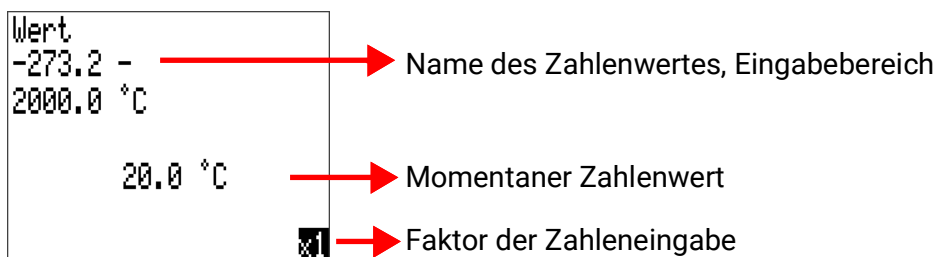 Wert
-273.2 -
Name des Zahlenwertes, Eingabebereich
2000.0 °C
20.0 °C
Momentaner Zahlenwert
x1
Faktor der Zahleneingabe